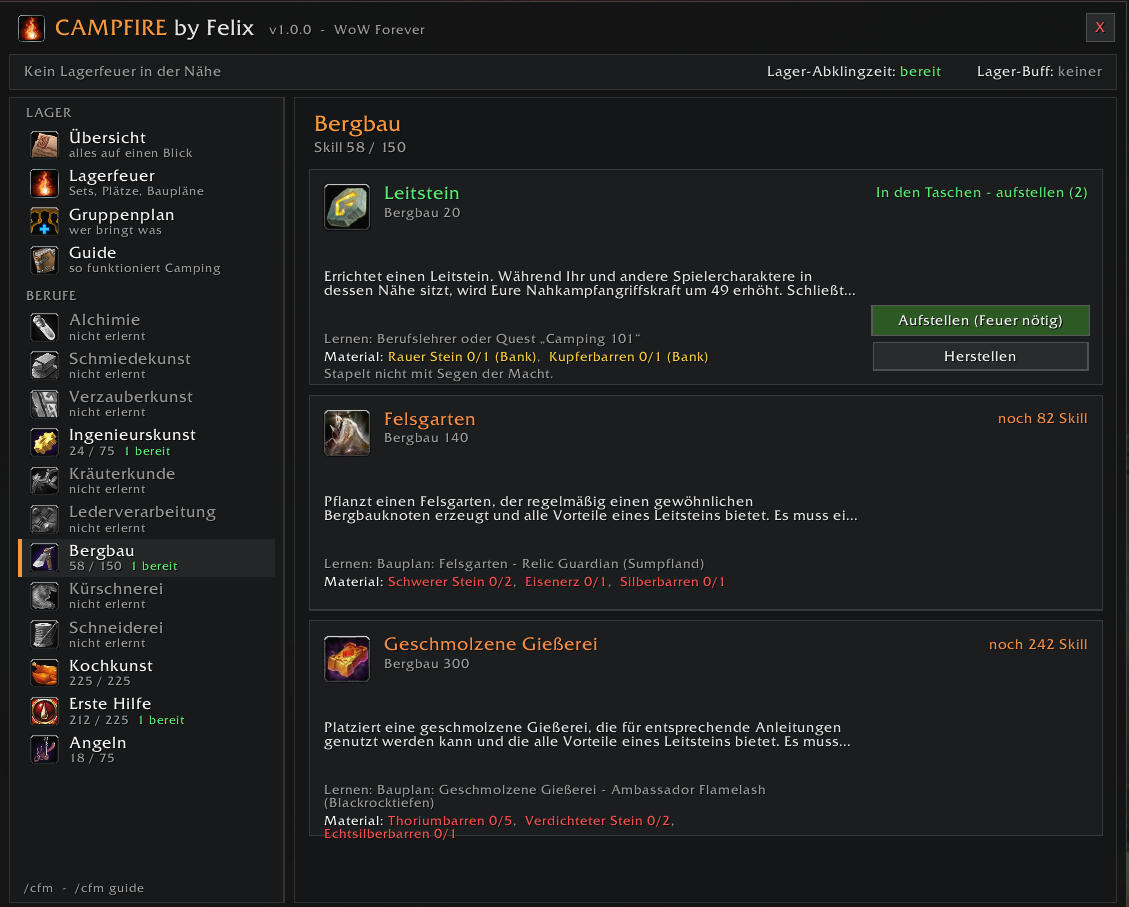 CAMPFIRE by Felix v1.0.0 - WoW Forever
X
Kein Lagerfeuer in der Nähe
Lager-Abklingzeit: bereit
Lager-Buff: keiner
LAGER
Übersicht
alles auf einen Blick
Lagerfeuer
Sets, Plätze, Baupläne
Gruppenplan
wer bringt was
Guide
so funktioniert Camping
BERUFE
Alchimie
nicht erlernt
Schmiedekunst
nicht erlernt
Verzauberkunst
nicht erlernt
Ingenieurskunst
24 / 75 1 bereit
Kräuterkunde
nicht erlernt
Lederverarbeitung
nicht erlernt
Bergbau
58 / 150 1 bereit
Kürschnerei
nicht erlernt
Schneiderei
nicht erlernt
Kochkunst
225 / 225
Erste Hilfe
212 / 225 1 bereit
Angeln
18 / 75
/cfm - /cfm guide
Bergbau
Skill 58 / 150
Leitstein
In den Taschen - aufstellen (2)
Bergbau 20
Errichtet einen Leitstein. Während Ihr und andere Spielercharaktere in
dessen Nähe sitzt, wird Eure Nahkampfangriffskraft um 49 erhöht. Schließt...
Aufstellen (Feuer nötig)
Herstellen
Lernen: Berufslehrer oder Quest „Camping 101“
Material: Rauer Stein 0/1 (Bank), Kupferbarren 0/1 (Bank)
Stapelt nicht mit Segen der Macht.
Felsgarten
noch 82 Skill
Bergbau 140
Pflanzt einen Felsgarten, der regelmäßig einen gewöhnlichen
Bergbauknoten erzeugt und alle Vorteile eines Leitsteins bietet. Es muss ei...
Lernen: Bauplan: Felsgarten - Relic Guardian (Sumpfland)
Material: Schwerer Stein 0/2, Eisenerz 0/1, Silberbarren 0/1
Geschmolzene Gießerei
noch 242 Skill
Bergbau 300
Platziert eine geschmolzene Gießerei, die für entsprechende Anleitungen
genutzt werden kann und die alle Vorteile eines Leitsteins bietet. Es muss...
Lernen: Bauplan: Geschmolzene Gießerei - Ambassador Flamelash
(Blackrocktiefen)
Material: Thoriumbarren 0/5, Verdichteter Stein 0/2,
Echtsilberbarren 0/1